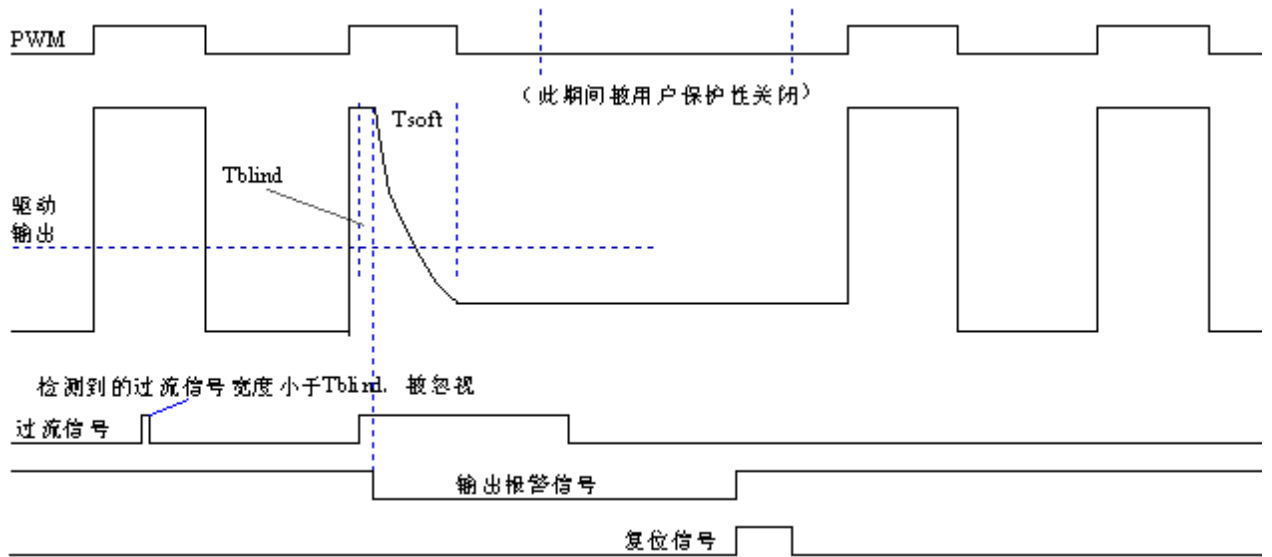 PWM
（此期间被用户保护性关闭）
Tsoft
Tblind
驱动
输出
检测到的过流信号宽度小于Tblind. 被忽视
过流信号
输出报警信号
复位信号